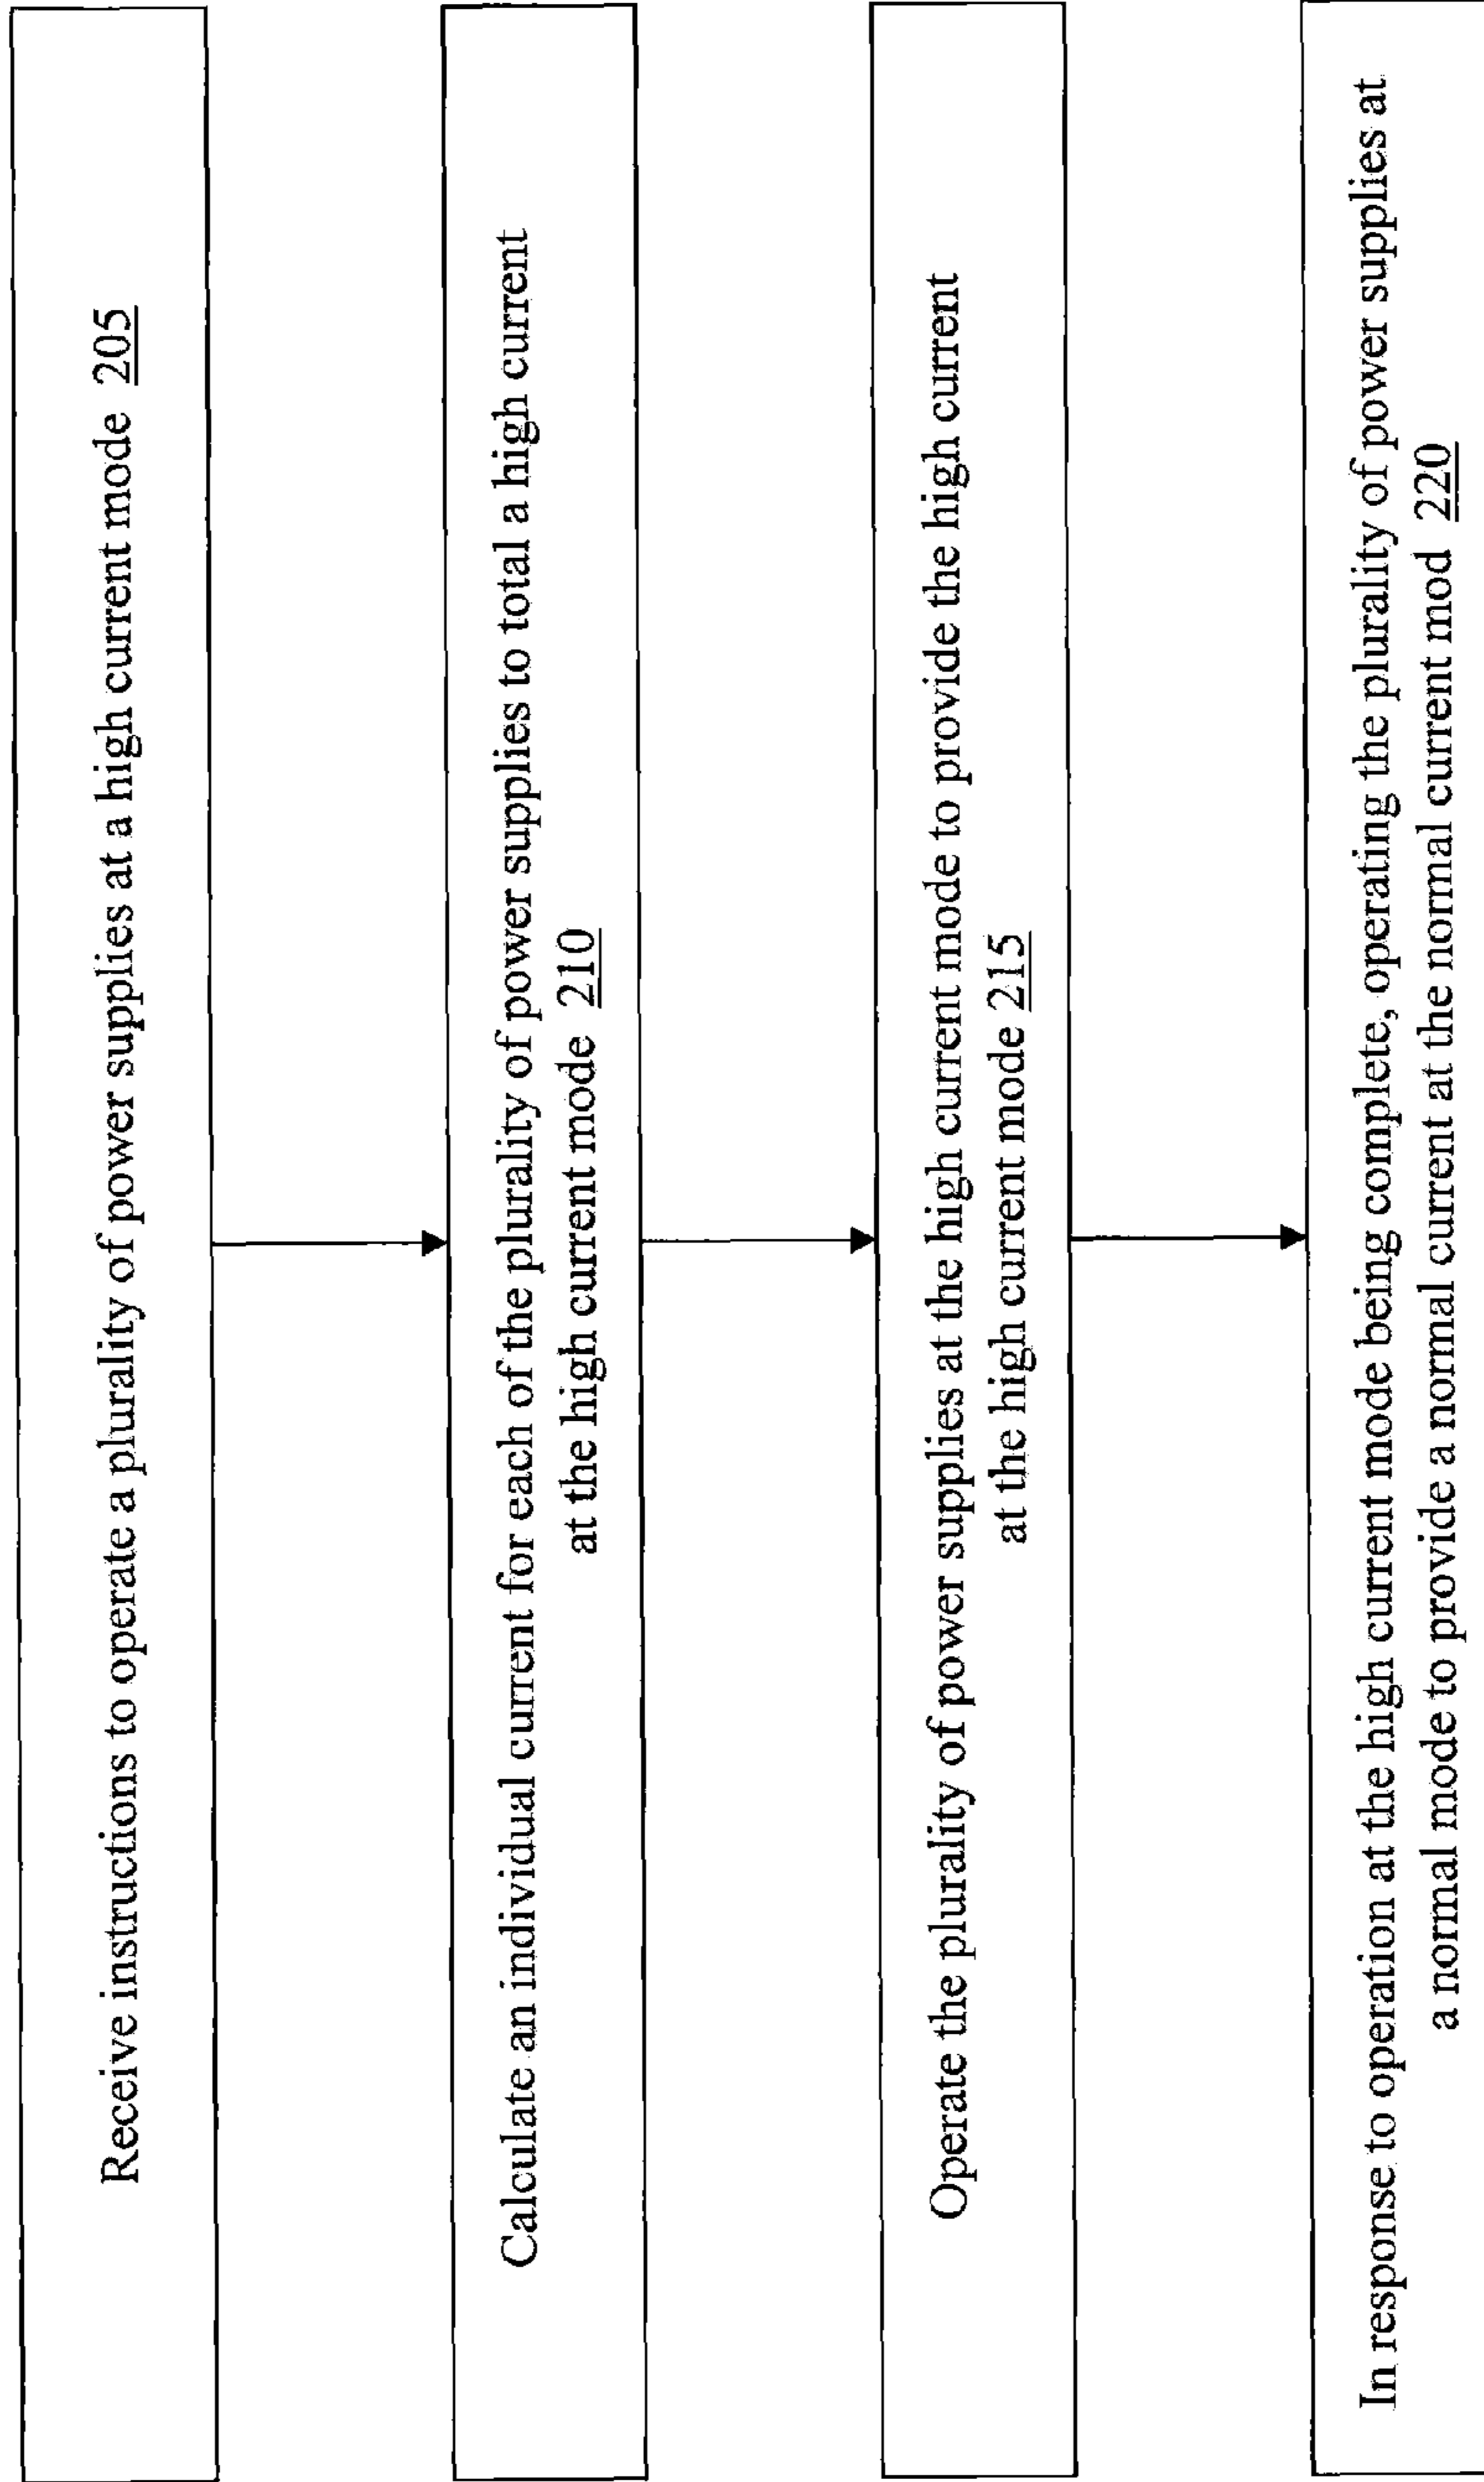 Receive instructions to operate a plurality of power supplies at a high current mode 205
Calculate an individual current for each of the plurality of power supplies to total a high current
at the high current mode 210
Operate the plurality of power supplies at the high current mode to provide the high current
at the high current mode 215
In response to operation at the high current mode being complete, operating the plurality of power supplies at
a normal mode to provide a normal current at the normal current mod 220